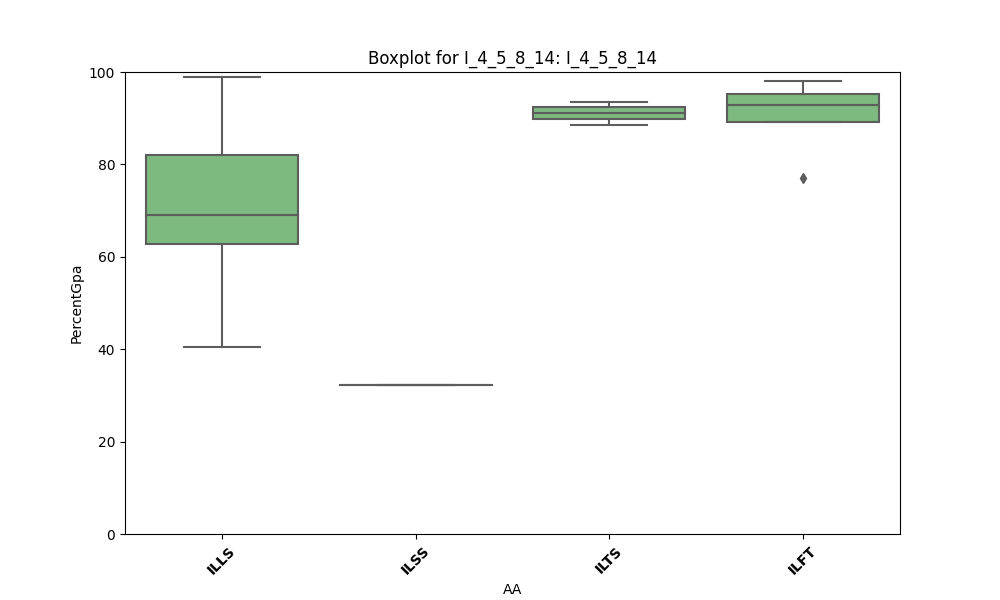 Boxplot for I_4_5_8_14: I_4_5_8_14
100
80
60
40
20
0
PercentGpa
ILLS
ILSS
ILTS
ILFT
AA